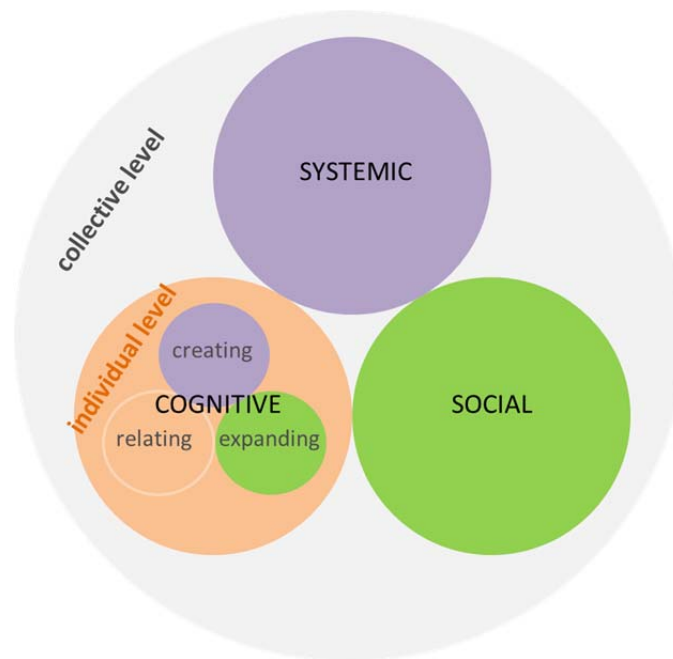 SYSTEMIC
collective level
individual level
creating
COGNITIVE
SOCIAL
relating
expanding